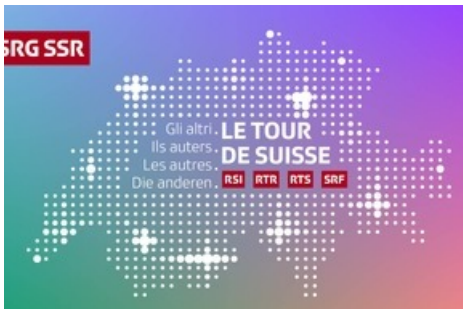 SRG SSR
Gli altri.
Ils auters.
Les autres.
Die anderen.
LE TOUR
DE SUISSE
RSI RTR RTS SRF